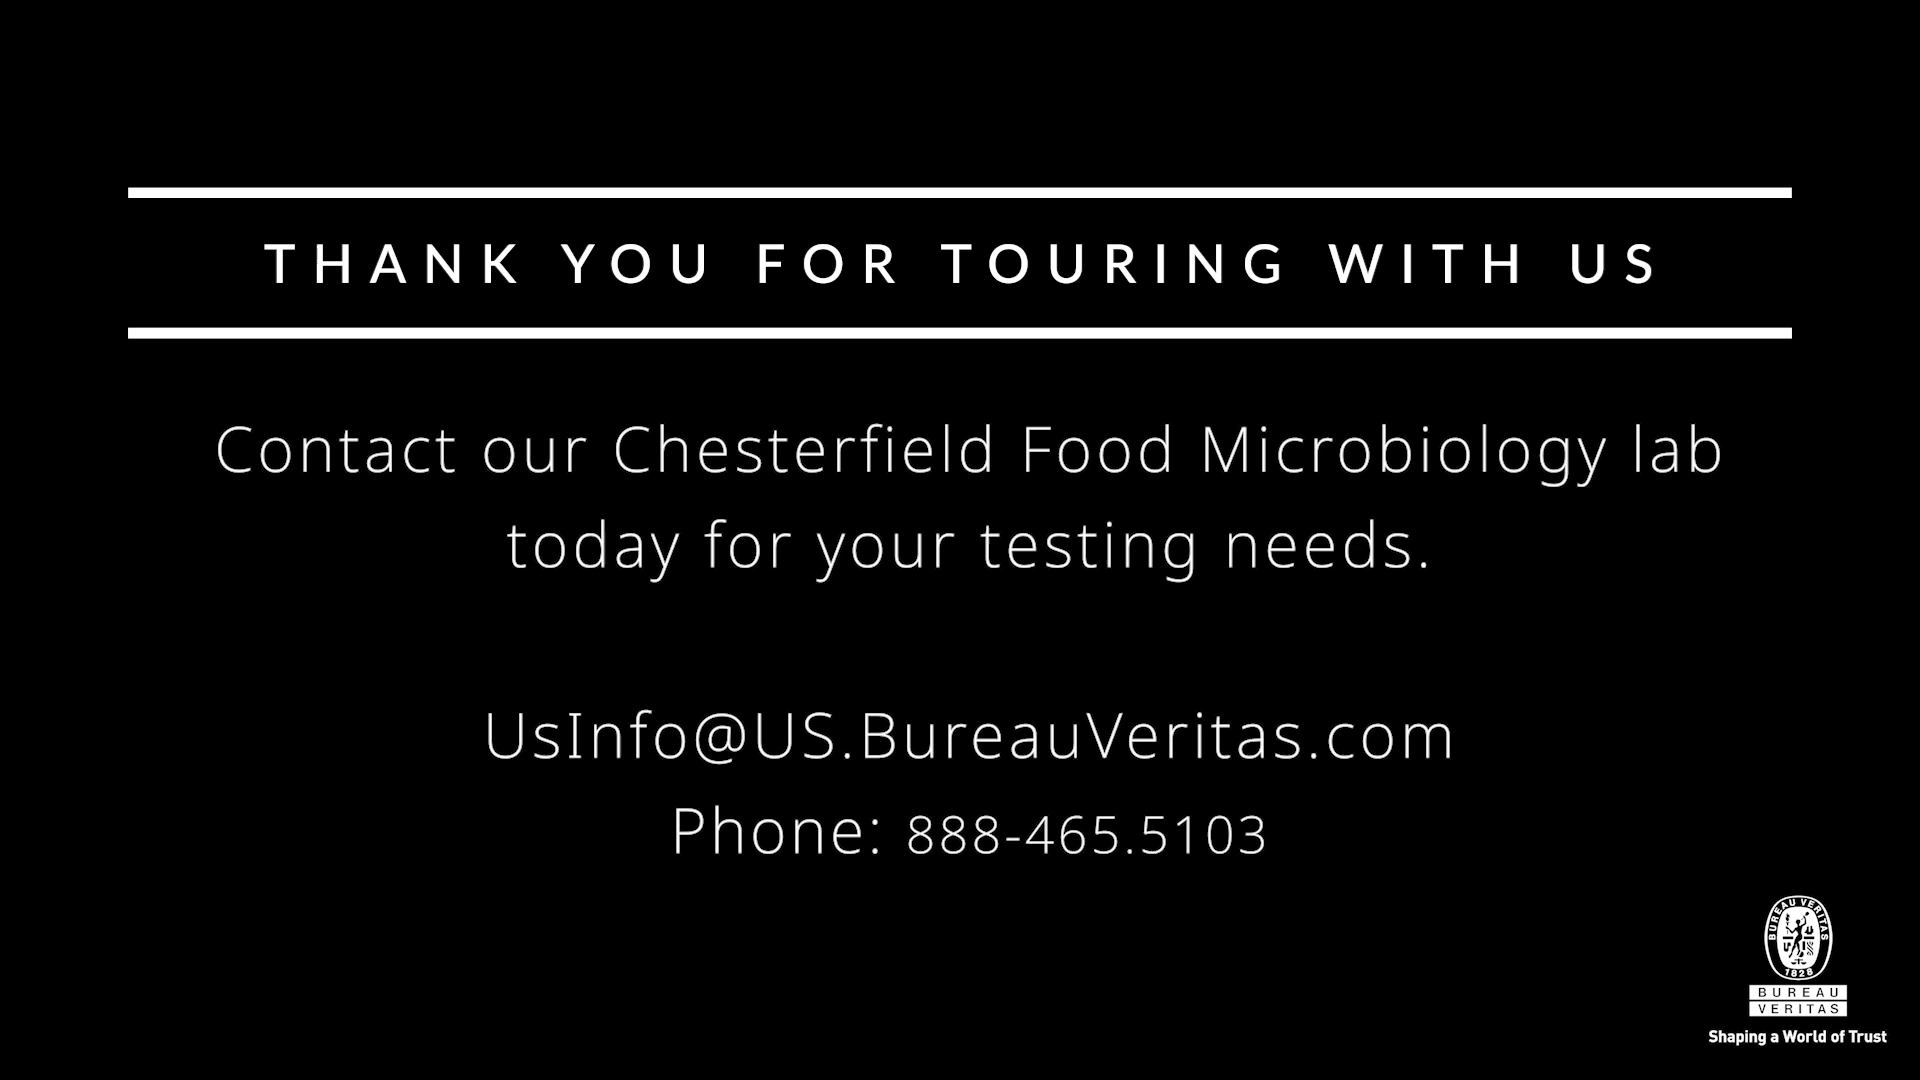 THANK YOU FOR TOURING WITH US
Contact our Chesterfield Food Microbiology lab
today for your testing needs.
UsInfo@US.BureauVeritas.com
Phone: 888-465.5103
BUREAU VERITAS
1828
BUREAU
VERITAS
Shaping a World of Trust